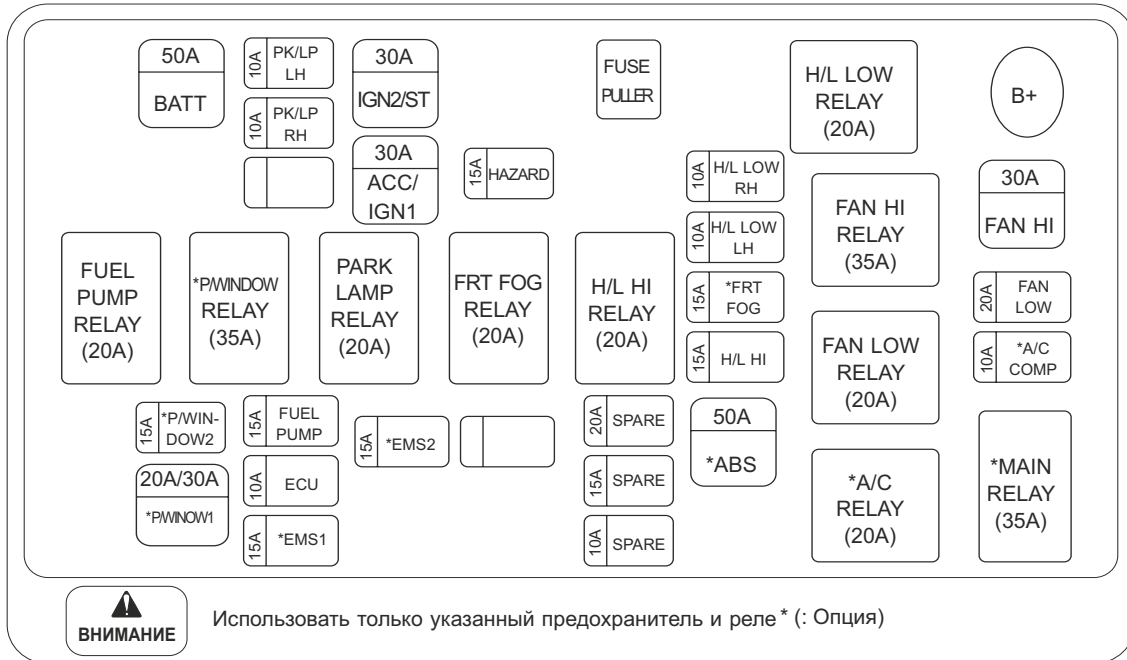 50A
BATT
10A
PK/LP
LH
10A
PK/LP
RH
30A
IGN2/ST
30A
ACC/
IGN1
15A
HAZARD
FUSE
PULLER
H/L LOW
RELAY
(20A)
B+
10A
H/L LOW
RH
10A
H/L LOW
LH
15A
*FRT
FOG
15A
H/L HI
FAN HI
RELAY
(35A)
30A
FAN HI
20A
FAN
LOW
10A
*A/C
COMP
FUEL
PUMP
RELAY
(20A)
*P/WINDOW
RELAY
(35A)
PARK
LAMP
RELAY
(20A)
FRT FOG
RELAY
(20A)
H/L HI
RELAY
(20A)
FAN LOW
RELAY
(20A)
15A
*P/WIN-
DOW2
15A
FUEL
PUMP
15A
*EMS2
20A
SPARE
50A
*ABS
20A/30A
*P/WINOW1
10A
ECU
15A
SPARE
15A
*EMS1
10A
SPARE
*A/C
RELAY
(20A)
*MAIN
RELAY
(35A)
ВНИМАНИЕ
Использовать только указанный предохранитель и реле * (: Опция)